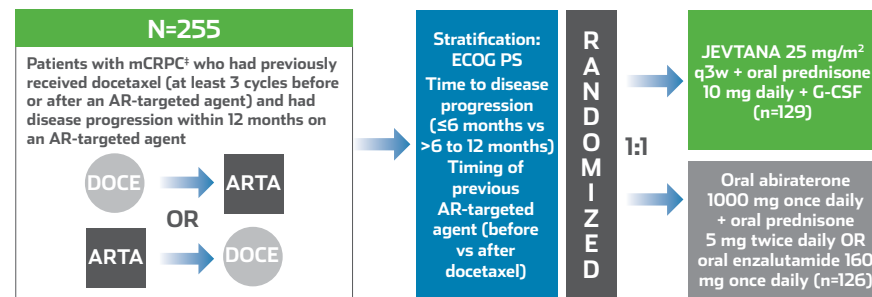 N=255
Patients with mCRPC‡ who had previously
received docetaxel (at least 3 cycles before
or after an AR-targeted agent) and had
disease progression within 12 months on
an AR-targeted agent
DOCE
ARTA
OR
ARTA
DOCE
Stratification:
ECOG PS
Time to disease
progression
(≤6 months vs
>6 to 12 months)
Timing of
previous
AR-targeted
agent (before
vs after
docetaxel)
R
A
N
D
O
M
I
Z
E
D
1:1
JEVTANA 25 mg/m²
q3w + oral prednisone
10 mg daily + G-CSF
(n=129)
Oral abiraterone
1000 mg once daily
+ oral prednisone
5 mg twice daily OR
oral enzalutamide 160
mg once daily (n=126)